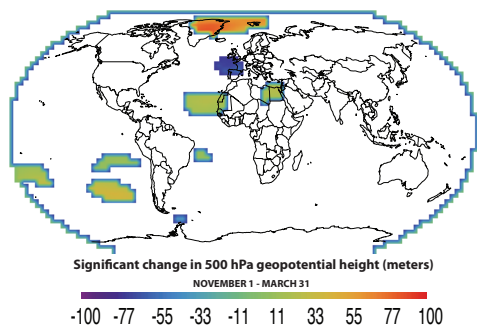 Significant change in 500 hPa geopotential height (meters)
NOVEMBER 1 - MARCH 31
-100 -77 -55 -33 -11 11 33 55 77 100